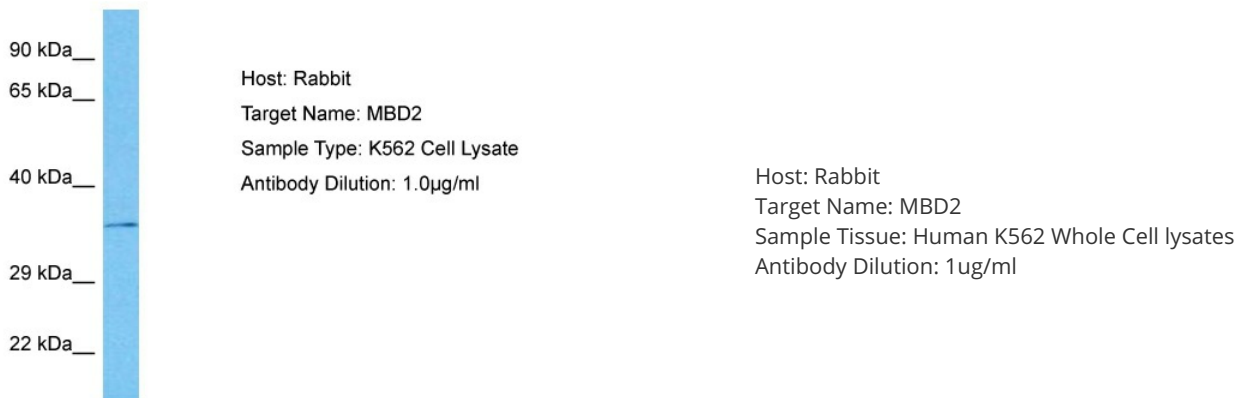 90 kDa__
65 kDa__
40 kDa__
29 kDa__
22 kDa__
Host: Rabbit
Target Name: MBD2
Sample Type: K562 Cell Lysate
Antibody Dilution: 1.0µg/ml
Host: Rabbit
Target Name: MBD2
Sample Tissue: Human K562 Whole Cell lysates
Antibody Dilution: 1ug/ml